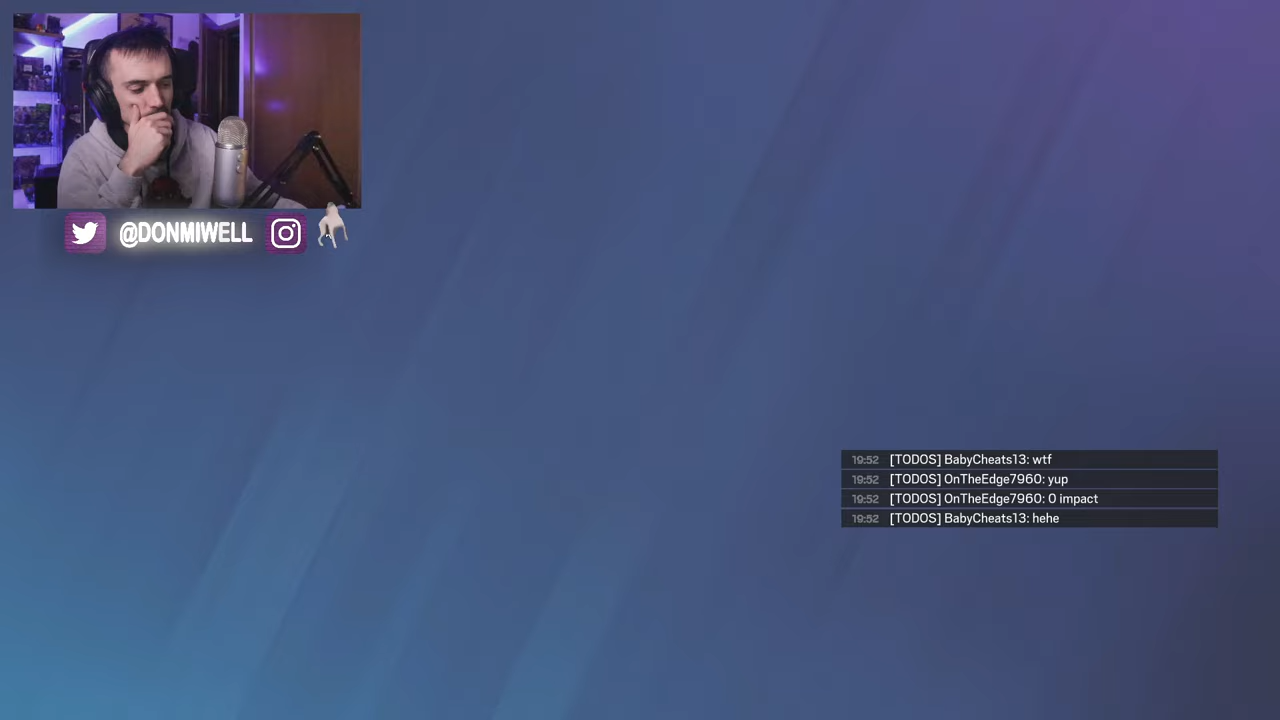 @DONMIWELL
19:52 [TODOS] BabyCheats13: wtf
19:52 [TODOS] OnTheEdge7960: yup
19:52 [TODOS] OnTheEdge7960: 0 impact
19:52 [TODOS] BabyCheats13: hehe